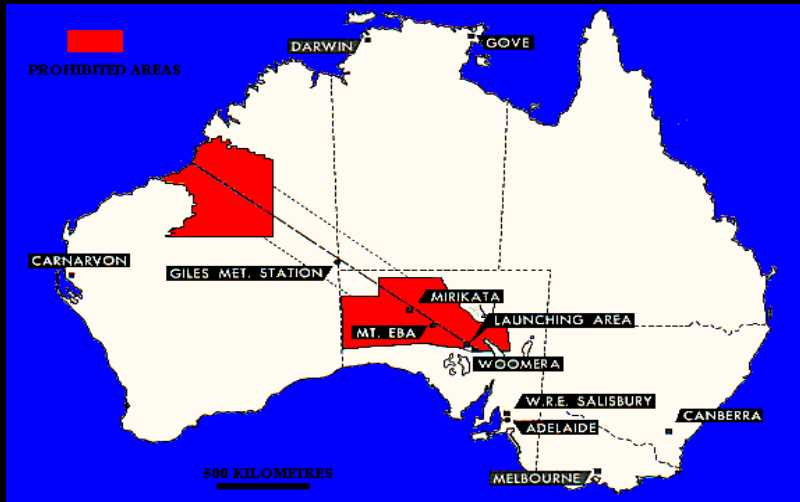 DARWIN
GOVE
PROHIBITED AREAS
CARNARVON
GILES MET. STATION
MIRIKATA
LAUNCHING AREA
MT. EBA
WOOMERA
W.R.E. SALISBURY
CANBERRA
ADELAIDE
500 KILOMETRES
MELBOURNE